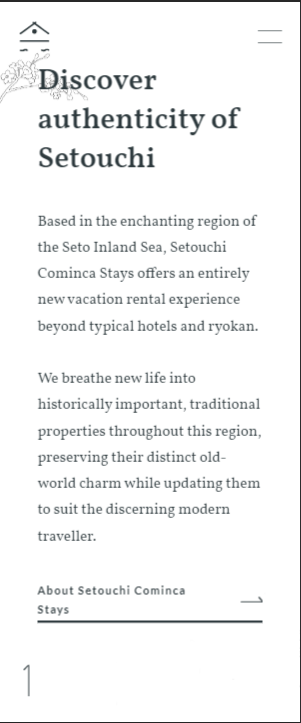 Discover
authenticity of
Setouchi
Based in the enchanting region of
the Seto Inland Sea, Setouchi
Cominca Stays offers an entirely
new vacation rental experience
beyond typical hotels and ryokan.
We breathe new life into
historically important, traditional
properties throughout this region,
preserving their distinct old-
world charm while updating them
to suit the discerning modern
traveller.
About Setouchi Cominca
Stays
1